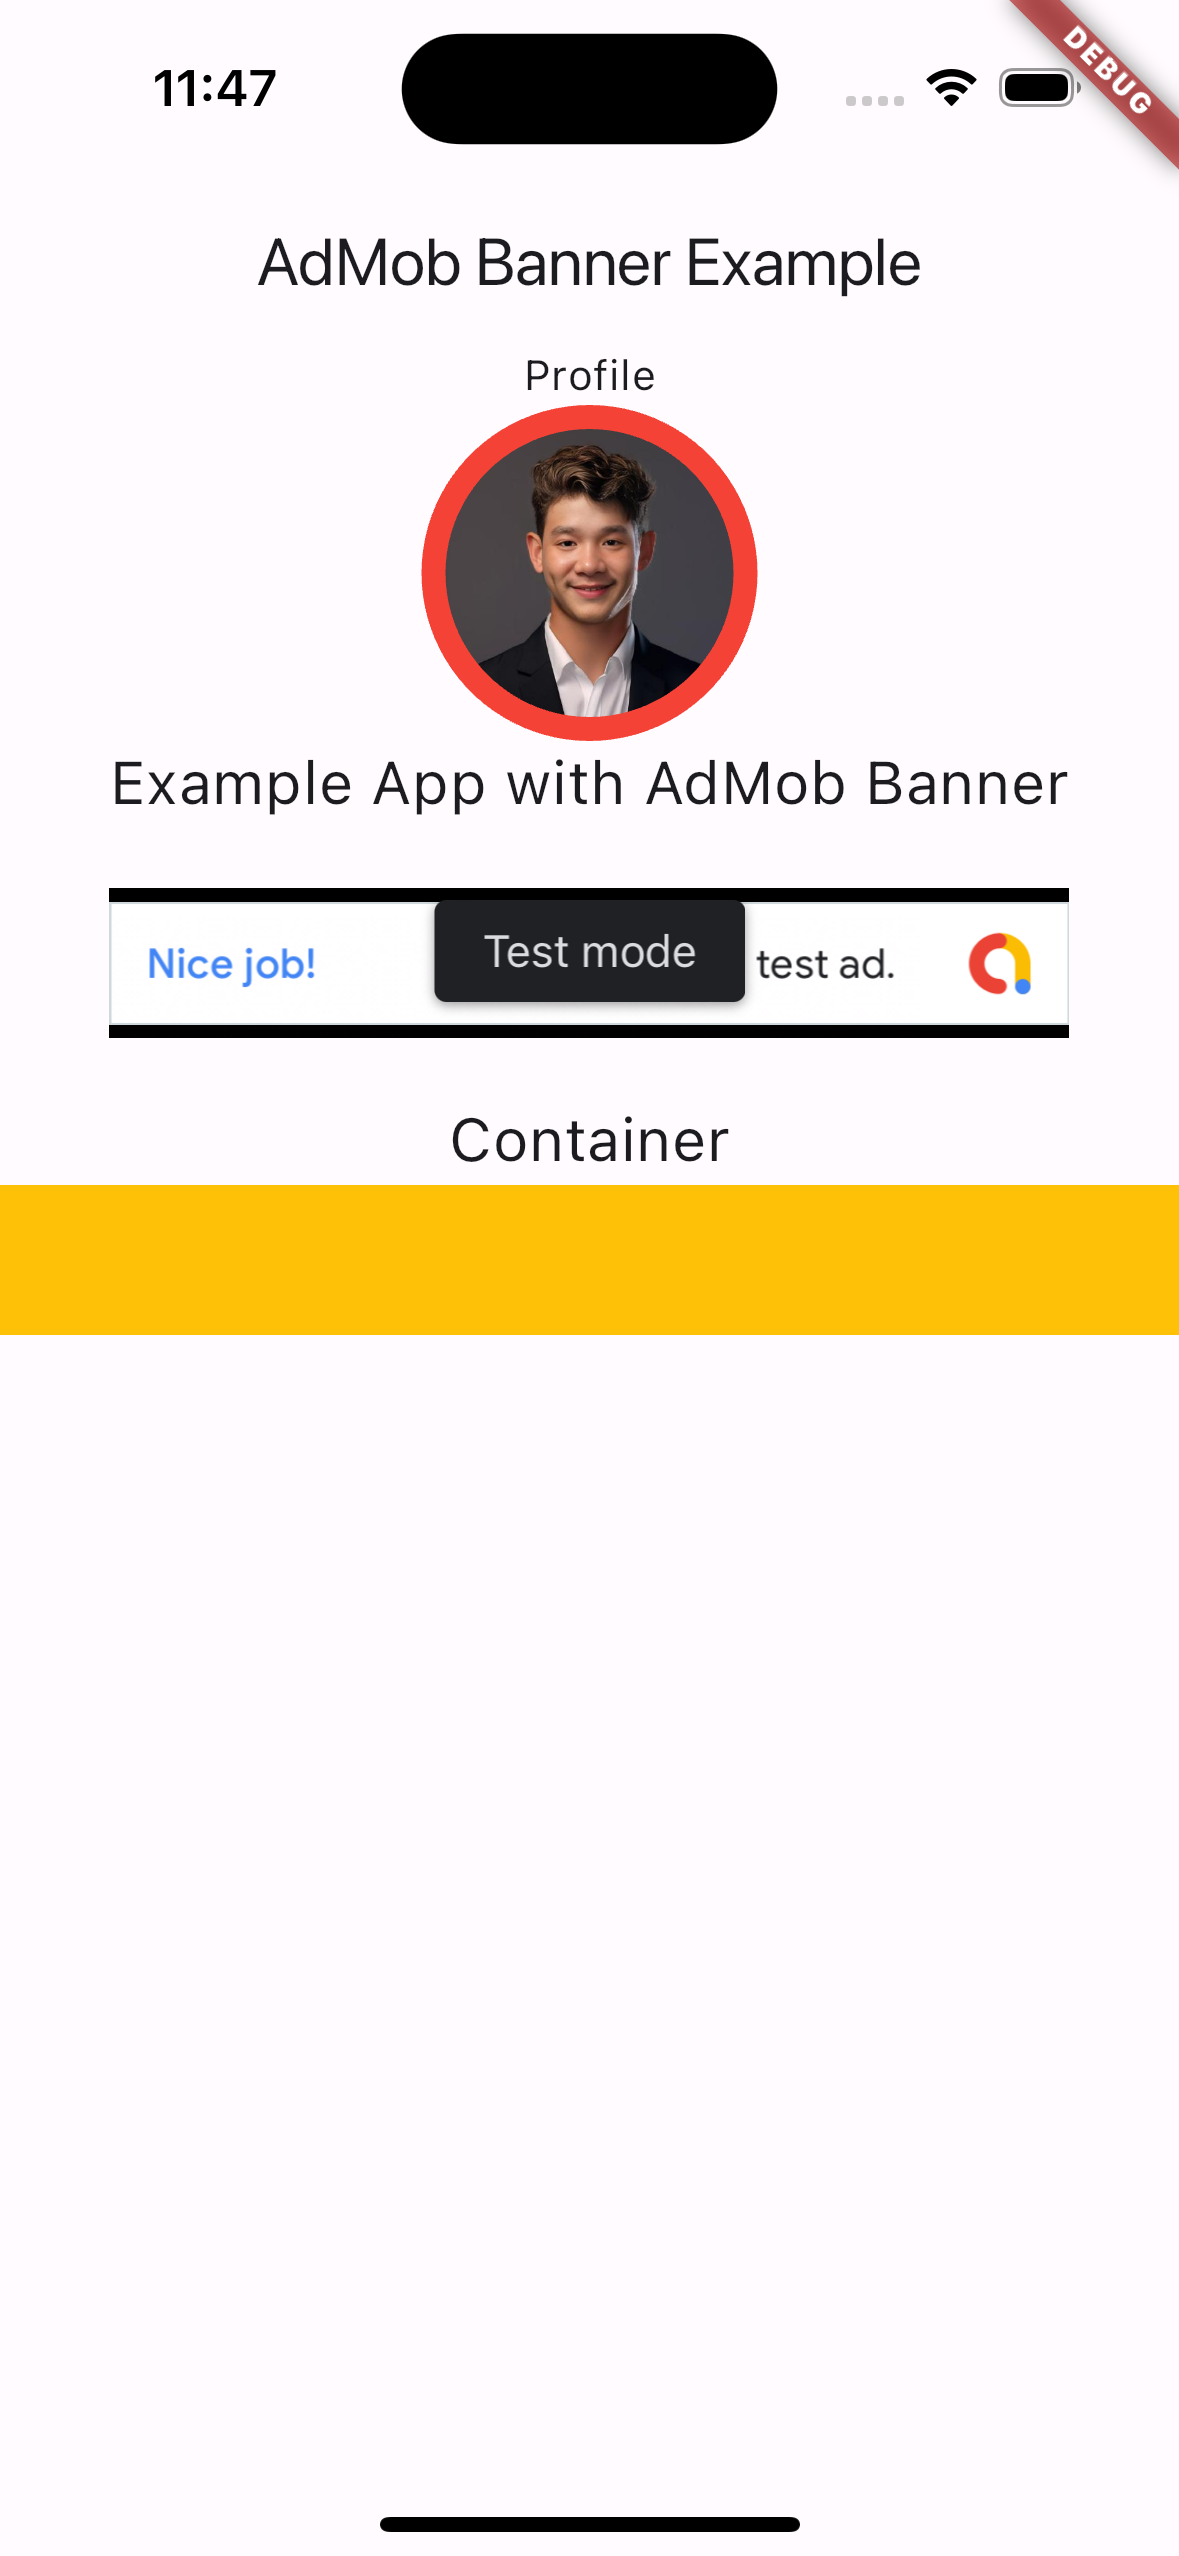 11:47
DEBUG
AdMob Banner Example
Profile
Example App with AdMob Banner
Nice job!
Test mode
test ad.
Container